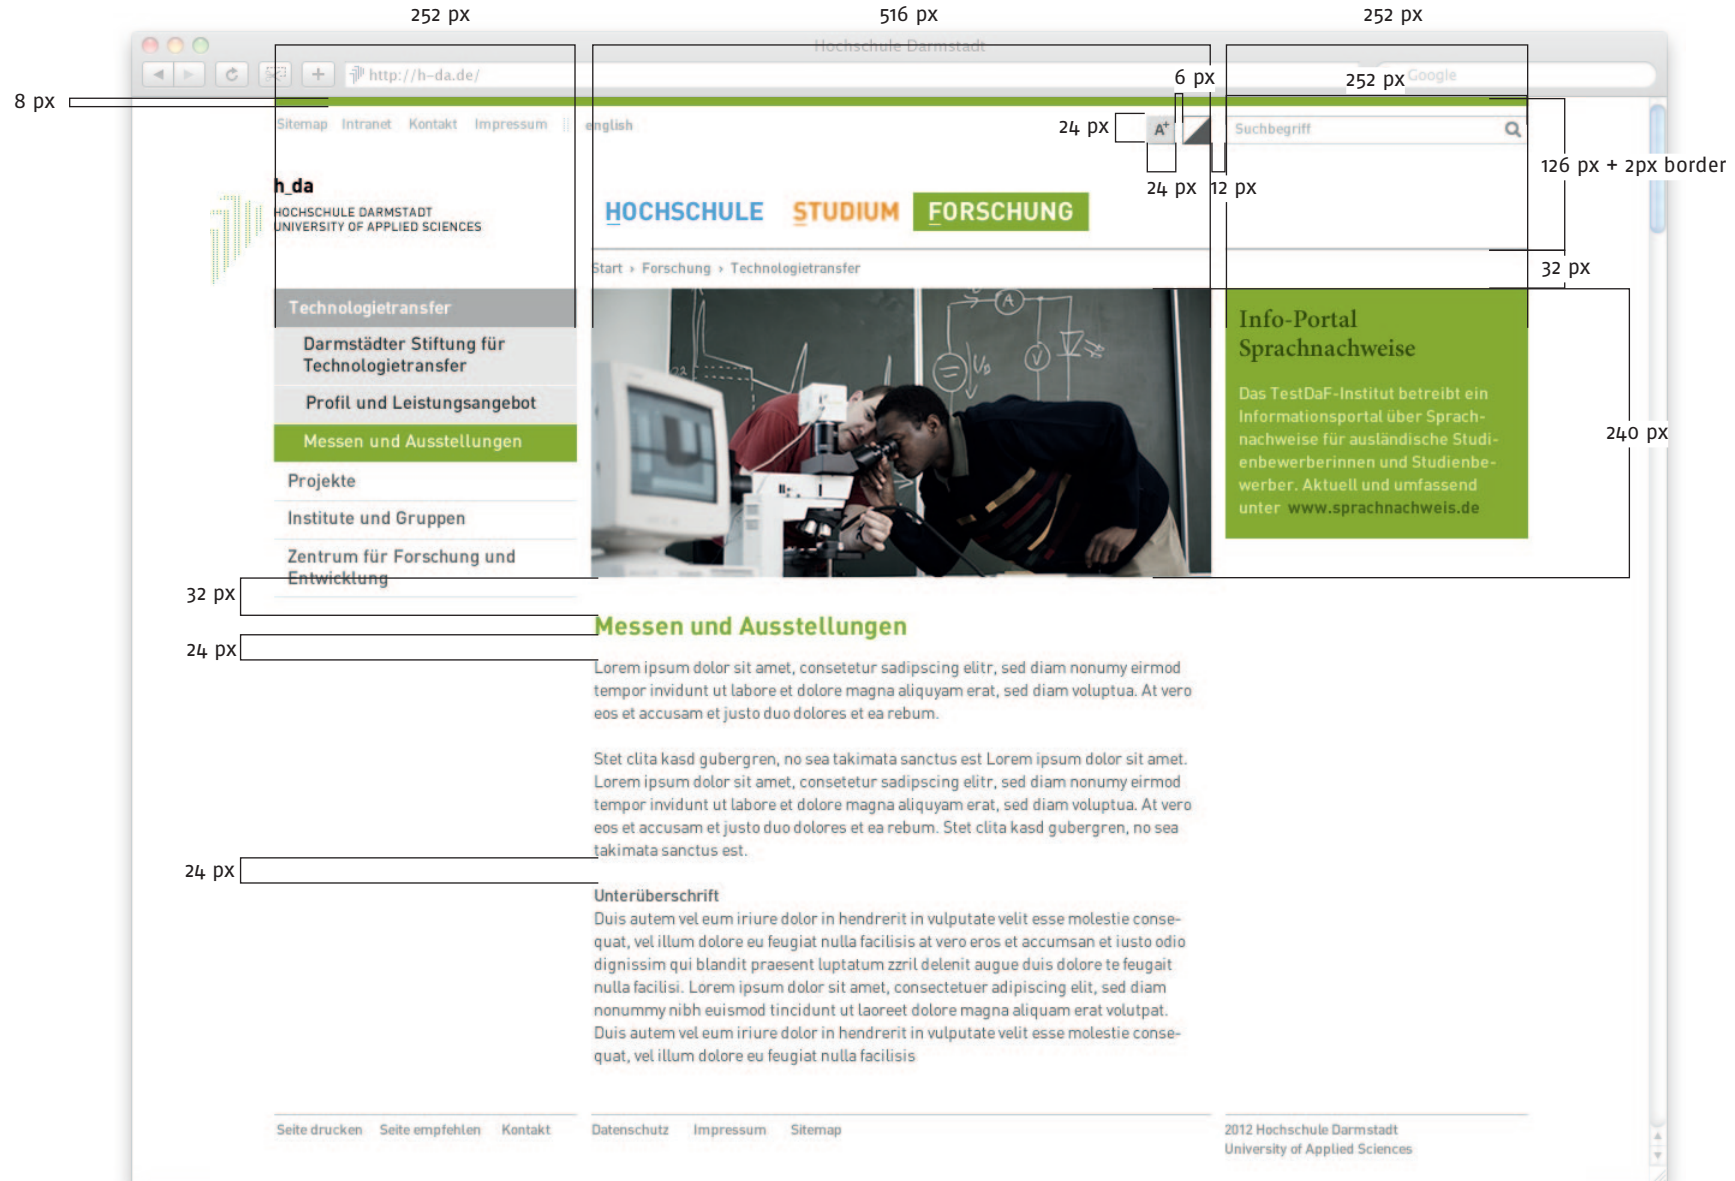 252 px
516 px
252 px
Hochschule Darmstadt
http://h-da.de/
Google
6 px
252 px
8 px
Sitemap Intranet Kontakt Impressum || english
24 px
A+
Suchbegriff
126 px + 2px border
24 px
12 px
h_da
HOCHSCHULE DARMSTADT
UNIVERSITY OF APPLIED SCIENCES
HOCHSCHULE STUDIUM FORSCHUNG
Start › Forschung › Technologietransfer
32 px
Technologietransfer
Darmstädter Stiftung für
Technologietransfer
Profil und Leistungsangebot
Messen und Ausstellungen
Projekte
Institute und Gruppen
Zentrum für Forschung und
Entwicklung
A
V
Info-Portal
Sprachnachweise
Das TestDaF-Institut betreibt ein
Informationsportal über Sprach-
nachweise für ausländische Studi-
enbewerberinnen und Studienbe-
werber. Aktuell und umfassend
unter www.sprachnachweis.de
240 px
32 px
24 px
Messen und Ausstellungen
Lorem ipsum dolor sit amet, consetetur sadipscing elitr, sed diam nonumy eirmod
tempor invidunt ut labore et dolore magna aliquyam erat, sed diam voluptua. At vero
eos et accusam et justo duo dolores et ea rebum.
Stet clita kasd gubergren, no sea takimata sanctus est Lorem ipsum dolor sit amet.
Lorem ipsum dolor sit amet, consetetur sadipscing elitr, sed diam nonumy eirmod
tempor invidunt ut labore et dolore magna aliquyam erat, sed diam voluptua. At vero
eos et accusam et justo duo dolores et ea rebum. Stet clita kasd gubergren, no sea
takimata sanctus est.
24 px
Unterüberschrift
Duis autem vel eum iriure dolor in hendrerit in vulputate velit esse molestie conse-
quat, vel illum dolore eu feugiat nulla facilisis at vero eros et accumsan et iusto odio
dignissim qui blandit praesent luptatum zzril delenit augue duis dolore te feugait
nulla facilisi. Lorem ipsum dolor sit amet, consectetuer adipiscing elit, sed diam
nonummy nibh euismod tincidunt ut laoreet dolore magna aliquam erat volutpat.
Duis autem vel eum iriure dolor in hendrerit in vulputate velit esse molestie conse-
quat, vel illum dolore eu feugiat nulla facilisis
Seite drucken Seite empfehlen Kontakt
Datenschutz Impressum Sitemap
2012 Hochschule Darmstadt
University of Applied Sciences